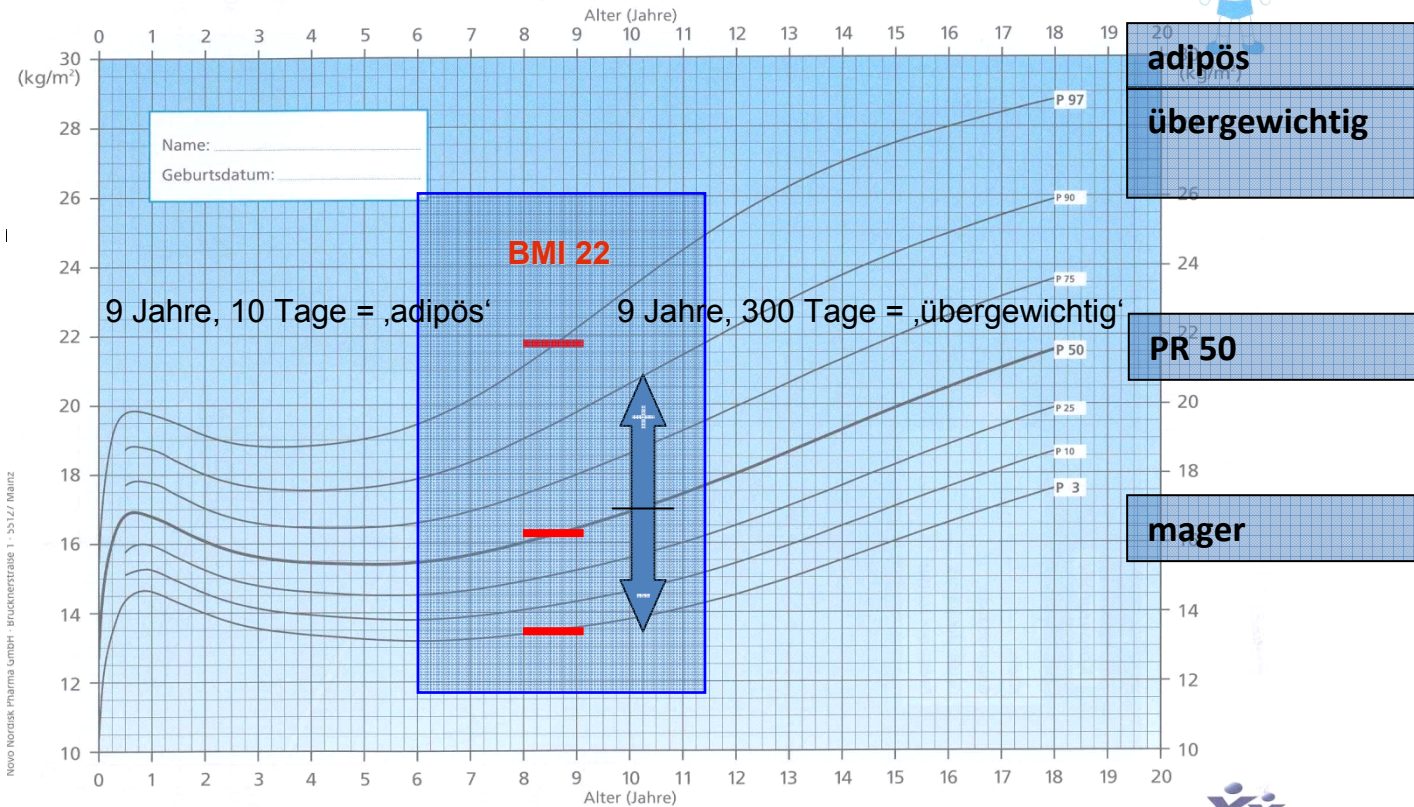 Alter (Jahre)
0 1 2 3 4 5 6 7 8 9 10 11 12 13 14 15 16 17 18 19 20
adipös
30
(kg/m²)
(kg/m²)
P 97
28
übergewichtig
Name:
Geburtsdatum:
26
P 90
26
BMI 22
24
24
P 75
9 Jahre, 10 Tage = ‚adipös‘
9 Jahre, 300 Tage = ‚übergewichtig‘
22
22
P 50
PR 50
+
20
P 25
20
P 10
18
18
P 3
mager
16
14
–
14
12
12
10
10
0 1 2 3 4 5 6 7 8 9 10 11 12 13 14 15 16 17 18 19 20
Alter (Jahre)
Novo Nordisk Pharma GmbH · Brucknerstraße 1 · 55127 Mainz